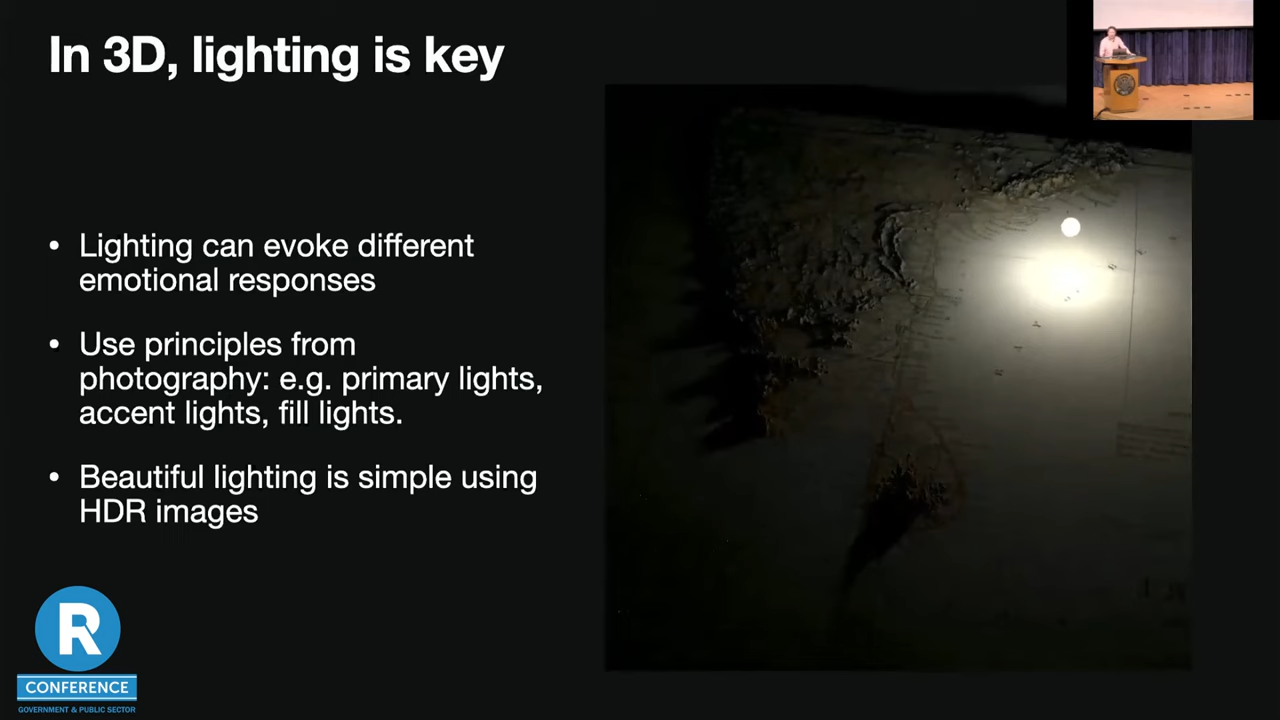 In 3D, lighting is key
• Lighting can evoke different
emotional responses
• Use principles from
photography: e.g. primary lights,
accent lights, fill lights.
• Beautiful lighting is simple using
HDR images
R
CONFERENCE
GOVERNMENT & PUBLIC SECTOR